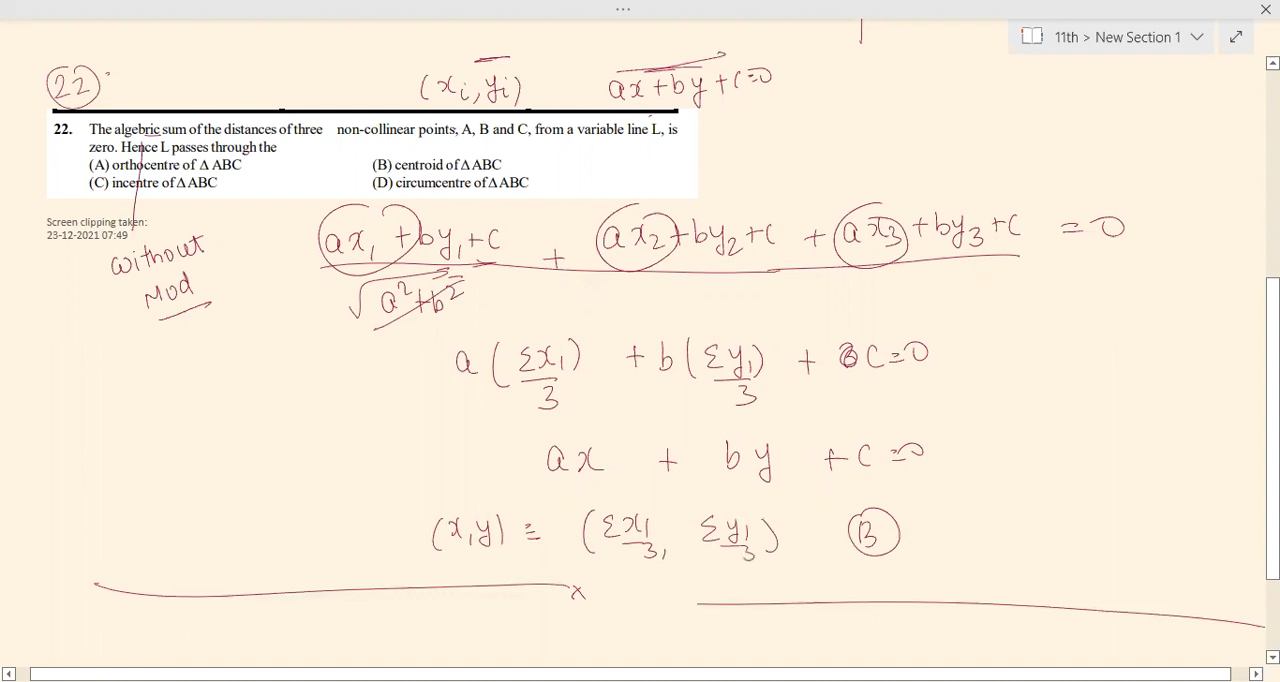 11th > New Section 1
22
(xi, yi) ax+by+c=0
22. The algebric sum of the distances of three non-collinear points, A, B and C, from a variable line L, is
zero. Hence L passes through the
(A) orthocentre of Δ ABC (B) centroid of Δ ABC
(C) incentre of Δ ABC (D) circumcentre of Δ ABC
Screen clipping taken:
23-12-2021 07:49
without
Mod
ax₁+by₁+c + ax₂+by₂+c + ax₃+by₃+c = 0
√a²+b²
a(Σx₁/3) + b(Σy₁/3) + C=0
ax + by + c=0
(x,y) ≡ (Σx₁/3, Σy₁/3) B